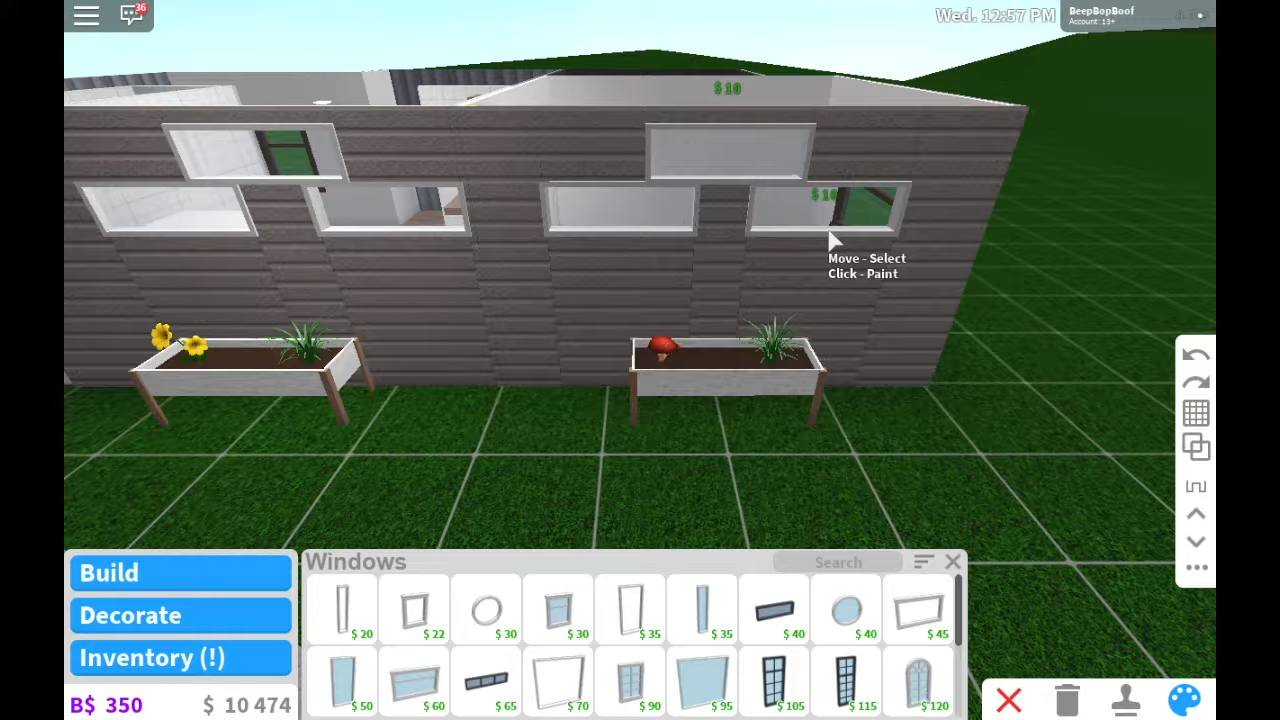 36
Wed. 12:57 PM
BeepBopBoof
Account: 13+
$ 10
$ 10
Move - Select
Click - Paint
Build
Decorate
Inventory (!)
B$ 350
$ 10 474
Windows
Search
$ 20
$ 22
$ 30
$ 30
$ 35
$ 35
$ 40
$ 40
$ 45
$ 50
$ 60
$ 65
$ 70
$ 90
$ 95
$ 105
$ 115
$ 120